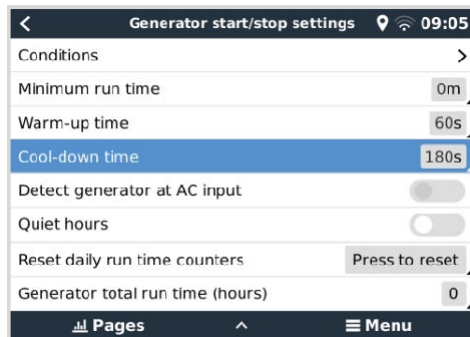 Generator start/stop settings 09:05
Conditions
Minimum run time 0m
Warm-up time 60s
Cool-down time 180s
Detect generator at AC input
Quiet hours
Reset daily run time counters Press to reset
Generator total run time (hours) 0
Pages Menu